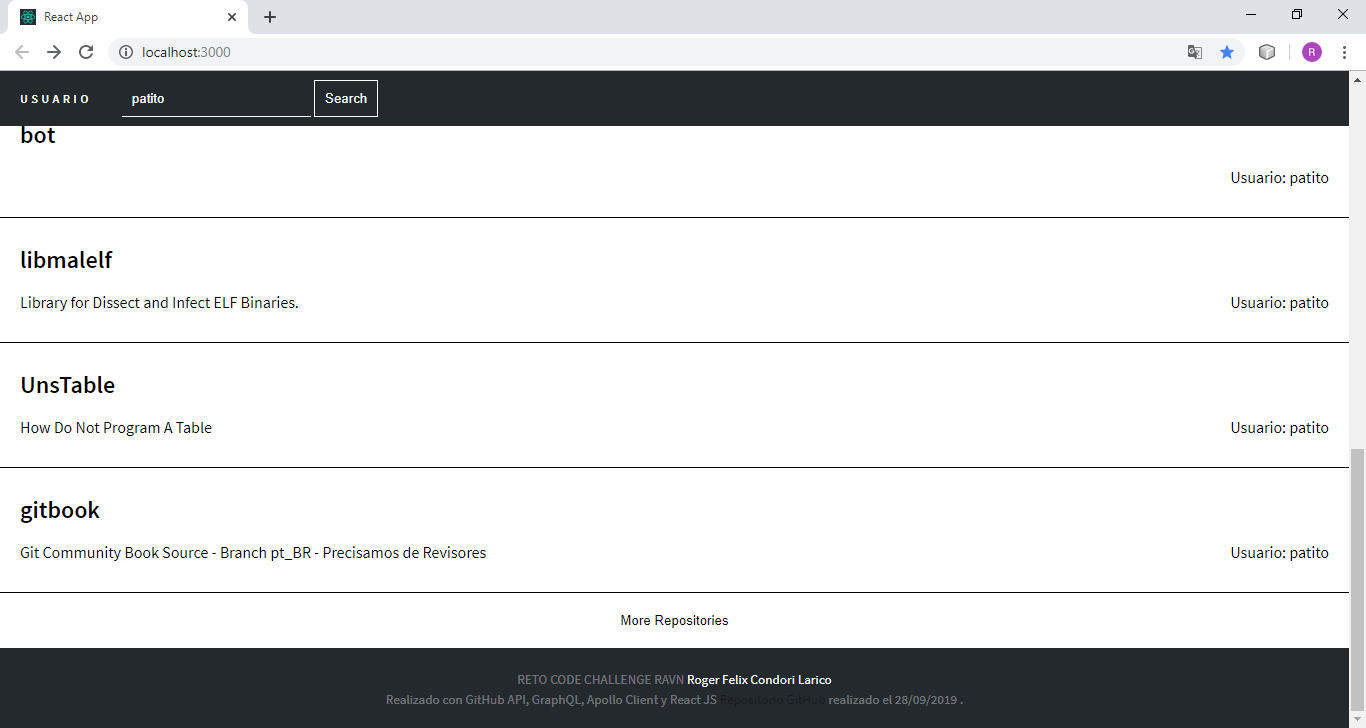 React App
localhost:3000
R
USUARIO patito Search
bot
Usuario: patito
libmalelf
Library for Dissect and Infect ELF Binaries. Usuario: patito
UnsTable
How Do Not Program A Table Usuario: patito
gitbook
Git Community Book Source - Branch pt_BR - Precisamos de Revisores Usuario: patito
More Repositories
RETO CODE CHALLENGE RAVN Roger Felix Condori Larico
Realizado con GitHub API, GraphQL, Apollo Client y React JS Repositorio GitHub realizado el 28/09/2019 .